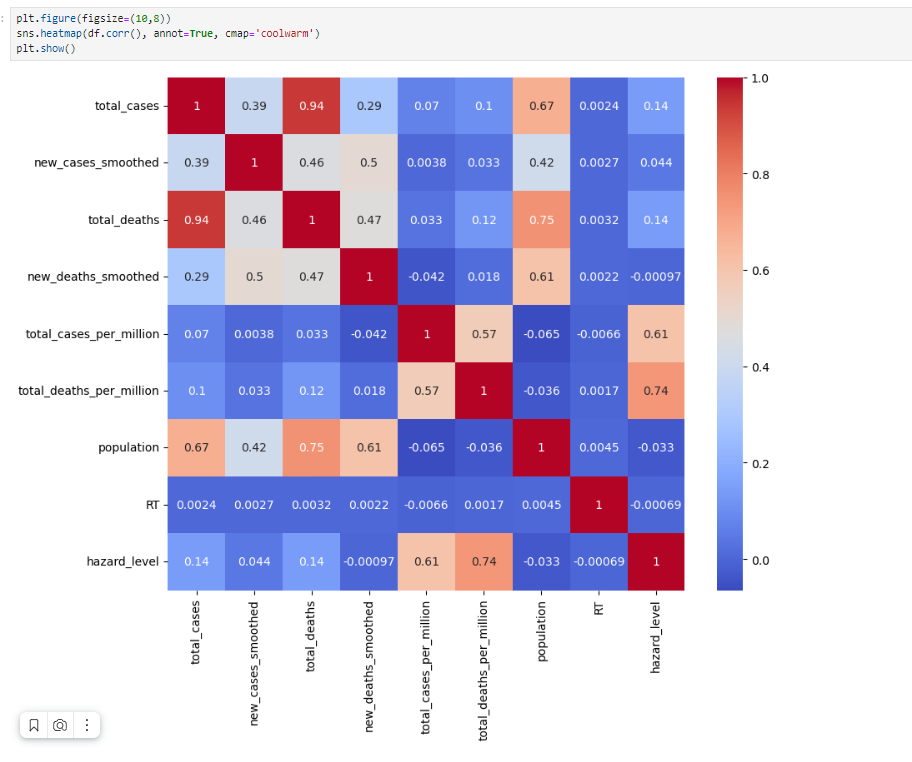 plt.figure(figsize=(10,8))
sns.heatmap(df.corr(), annot=True, cmap='coolwarm')
plt.show()
total_cases 1 0.39 0.94 0.29 0.07 0.1 0.67 0.0024 0.14
new_cases_smoothed 0.39 1 0.46 0.5 0.0038 0.033 0.42 0.0027 0.044
total_deaths 0.94 0.46 1 0.47 0.033 0.12 0.75 0.0032 0.14
new_deaths_smoothed 0.29 0.5 0.47 1 -0.042 0.018 0.61 0.0022 -0.00097
total_cases_per_million 0.07 0.0038 0.033 -0.042 1 0.57 -0.065 -0.0066 0.61
total_deaths_per_million 0.1 0.033 0.12 0.018 0.57 1 -0.036 0.0017 0.74
population 0.67 0.42 0.75 0.61 -0.065 -0.036 1 0.0045 -0.033
RT 0.0024 0.0027 0.0032 0.0022 -0.0066 0.0017 0.0045 1 -0.00069
hazard_level 0.14 0.044 0.14 -0.00097 0.61 0.74 -0.033 -0.00069 1
total_cases
new_cases_smoothed
total_deaths
new_deaths_smoothed
total_cases_per_million
total_deaths_per_million
population
RT
hazard_level
1.0
0.8
0.6
0.4
0.2
0.0